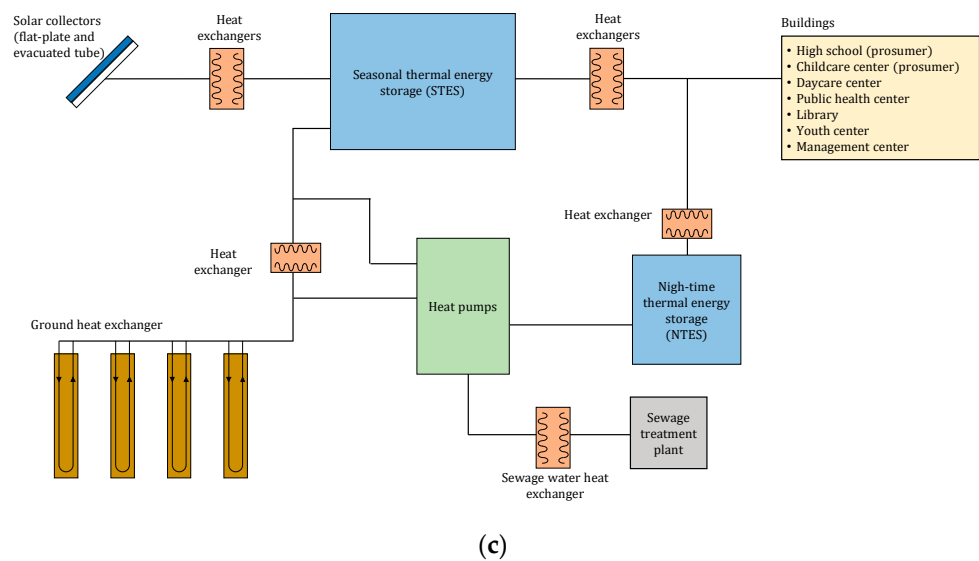 Solar collectors
(flat-plate and
evacuated tube)
Heat
exchangers
Seasonal thermal energy
storage (STES)
Heat
exchangers
Buildings
• High school (prosumer)
• Childcare center (prosumer)
• Daycare center
• Public health center
• Library
• Youth center
• Management center
Heat exchanger
Heat
exchanger
Heat pumps
Nigh-time
thermal energy
storage
(NTES)
Ground heat exchanger
Sewage
treatment
plant
Sewage water heat
exchanger
(c)